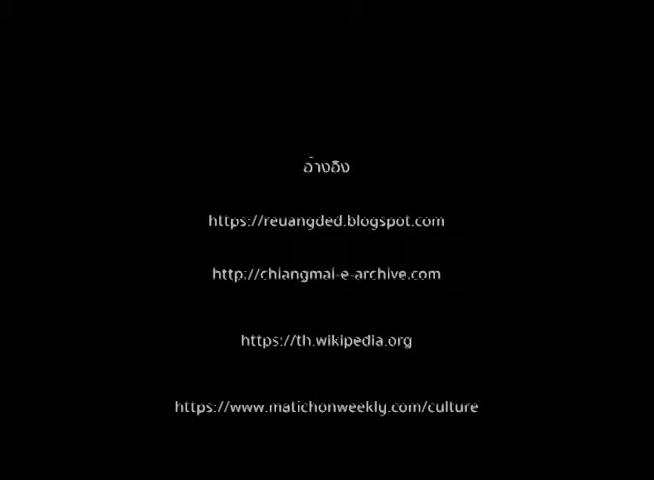 อ้างอิง
https://reuangded.blogspot.com
http://chiangmai-e-archive.com
https://th.wikipedia.org
https://www.matichonweekly.com/culture